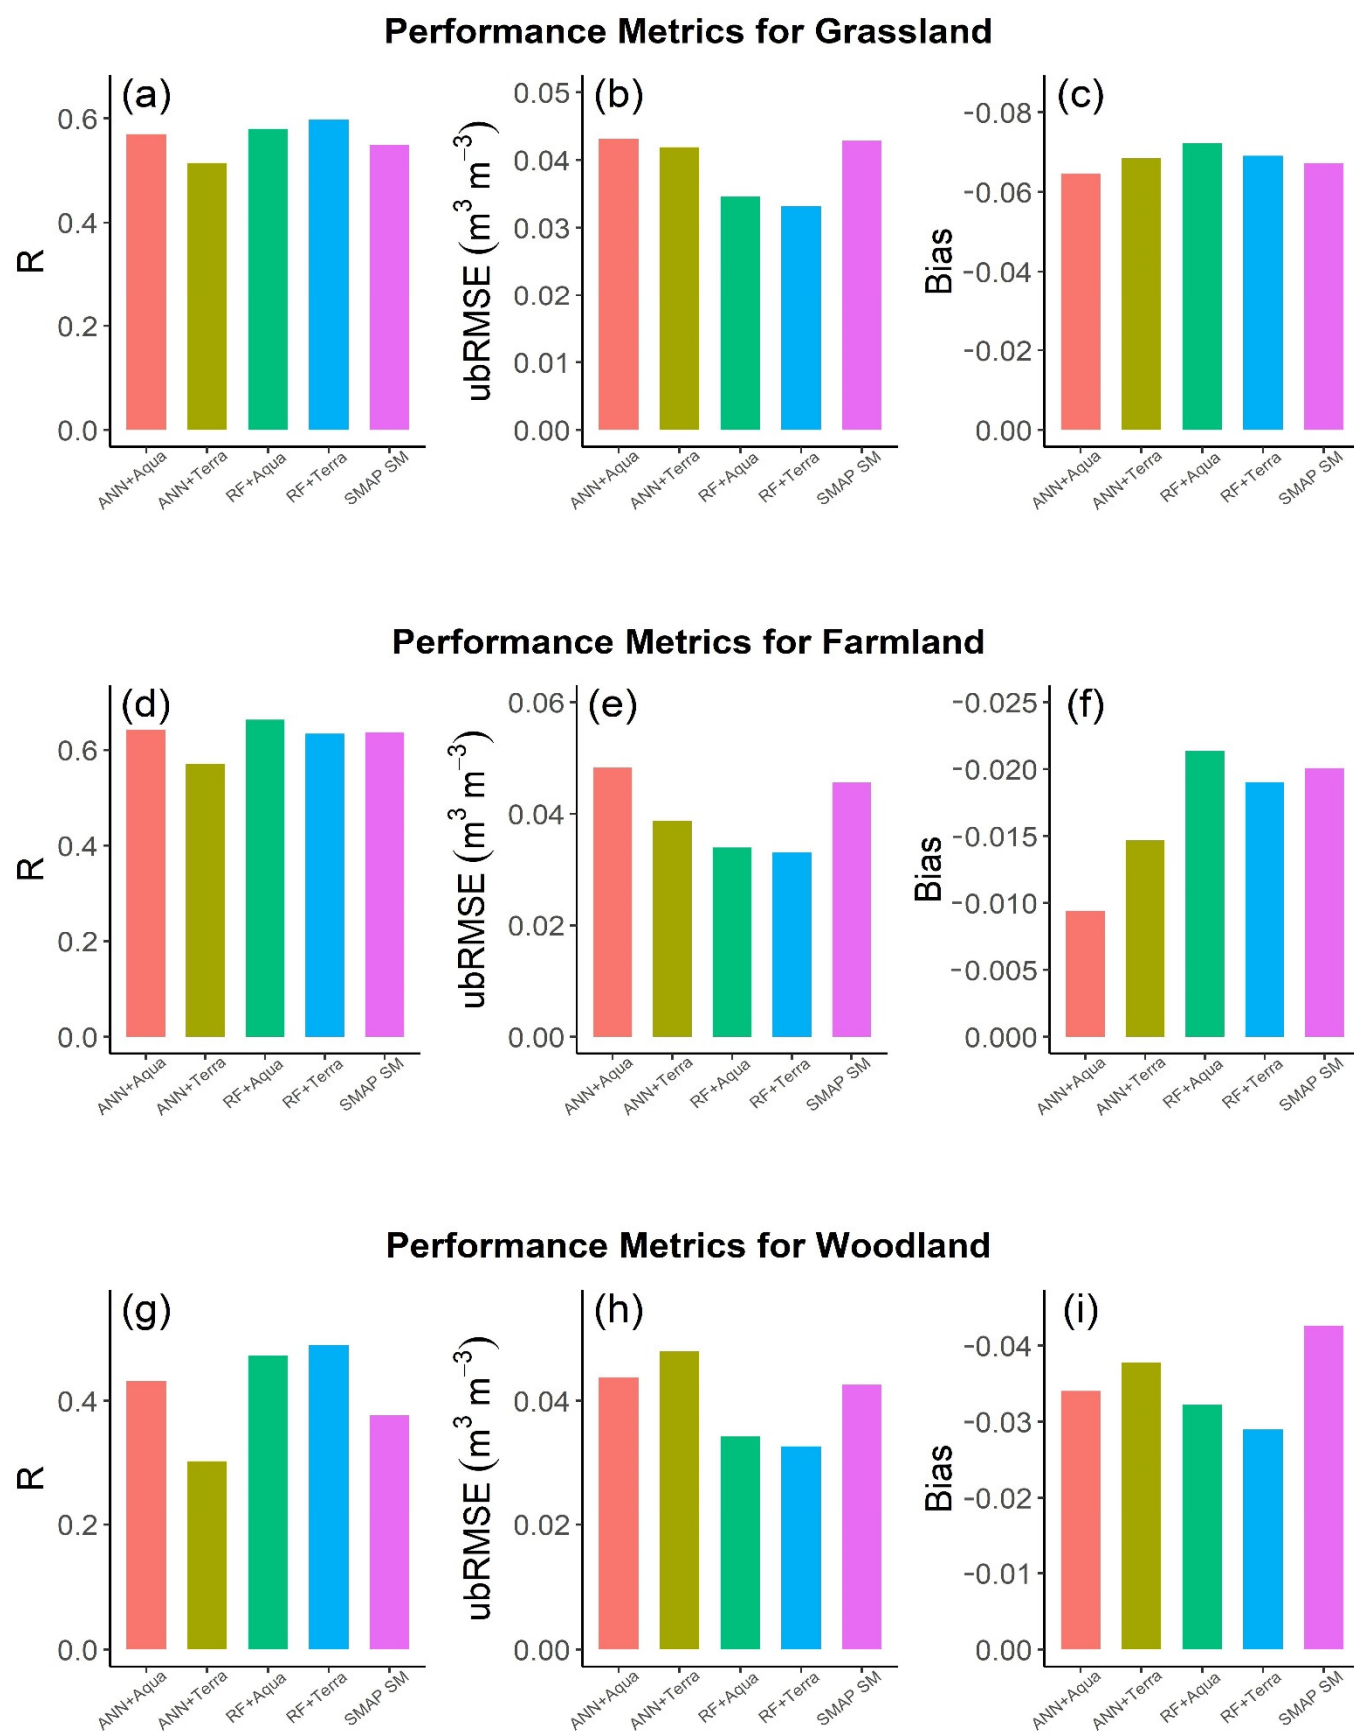 Performance Metrics for Grassland
(a)
R
0.6
0.4
0.2
0.0
ANN+Aqua
ANN+Terra
RF+Aqua
RF+Terra
SMAP SM
(b)
ubRMSE (m³ m⁻³)
0.05
0.04
0.03
0.02
0.01
0.00
ANN+Aqua
ANN+Terra
RF+Aqua
RF+Terra
SMAP SM
(c)
Bias
-0.08
-0.06
-0.04
-0.02
0.00
ANN+Aqua
ANN+Terra
RF+Aqua
RF+Terra
SMAP SM
Performance Metrics for Farmland
(d)
R
0.6
0.4
0.2
0.0
ANN+Aqua
ANN+Terra
RF+Aqua
RF+Terra
SMAP SM
(e)
ubRMSE (m³ m⁻³)
0.06
0.04
0.02
0.00
ANN+Aqua
ANN+Terra
RF+Aqua
RF+Terra
SMAP SM
(f)
Bias
-0.025
-0.020
-0.015
-0.010
-0.005
0.000
ANN+Aqua
ANN+Terra
RF+Aqua
RF+Terra
SMAP SM
Performance Metrics for Woodland
(g)
R
0.4
0.2
0.0
ANN+Aqua
ANN+Terra
RF+Aqua
RF+Terra
SMAP SM
(h)
ubRMSE (m³ m⁻³)
0.04
0.02
0.00
ANN+Aqua
ANN+Terra
RF+Aqua
RF+Terra
SMAP SM
(i)
Bias
-0.04
-0.03
-0.02
-0.01
0.00
ANN+Aqua
ANN+Terra
RF+Aqua
RF+Terra
SMAP SM